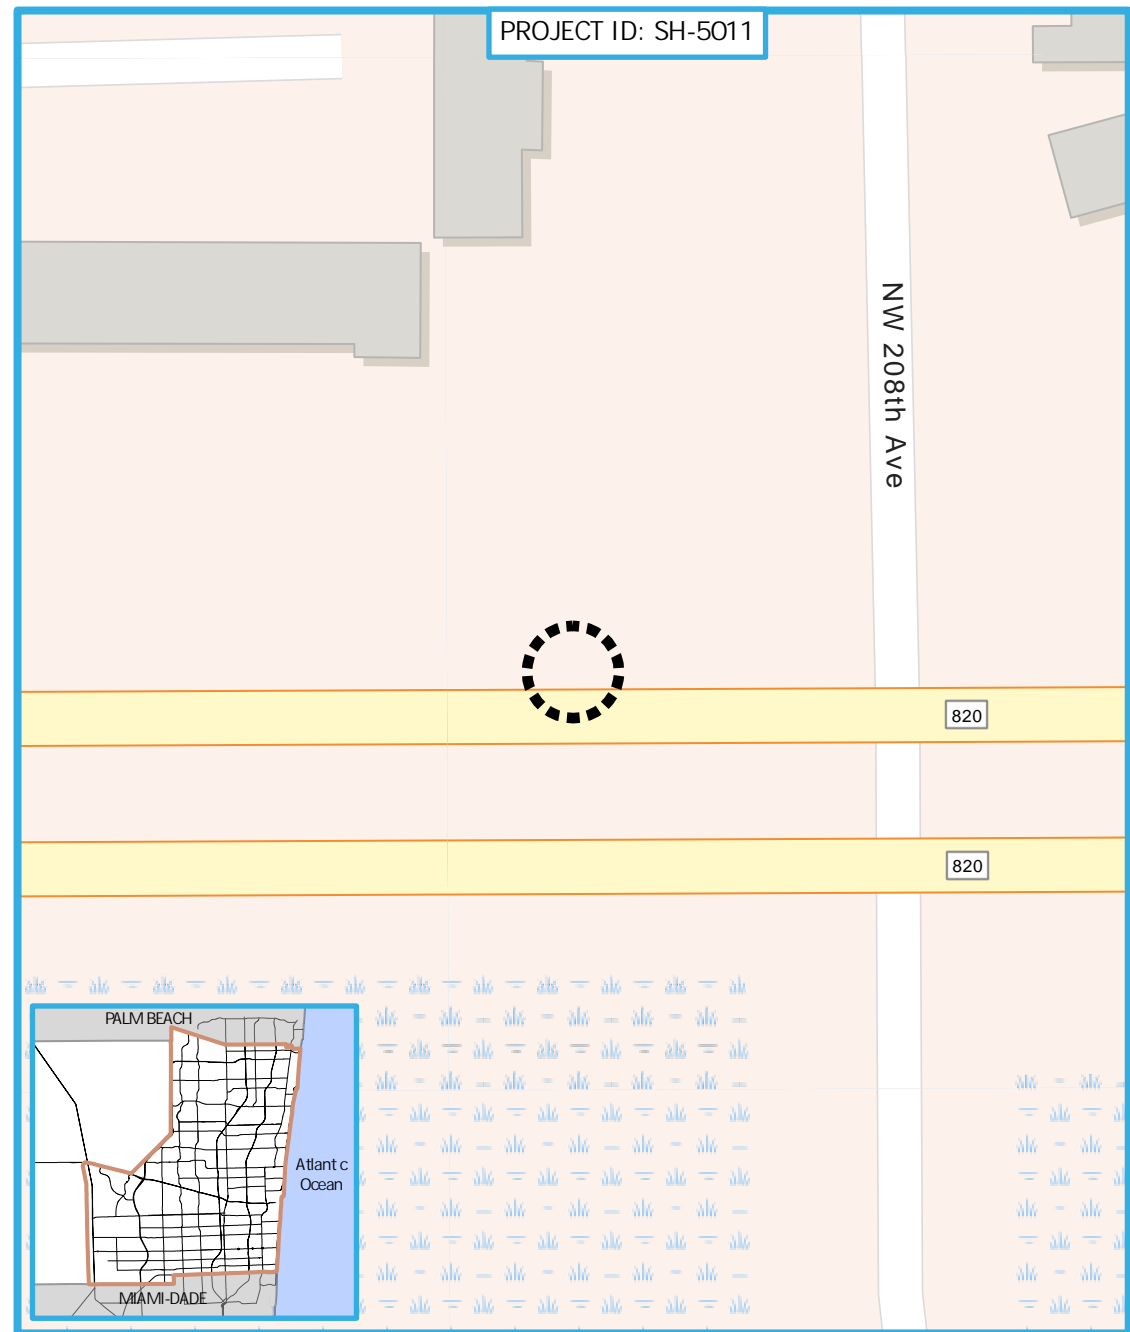 PROJECT ID: SH-5011
NW 208th Ave
820
820
PALM BEACH
Atlant c
Ocean
MIAMI-DADE